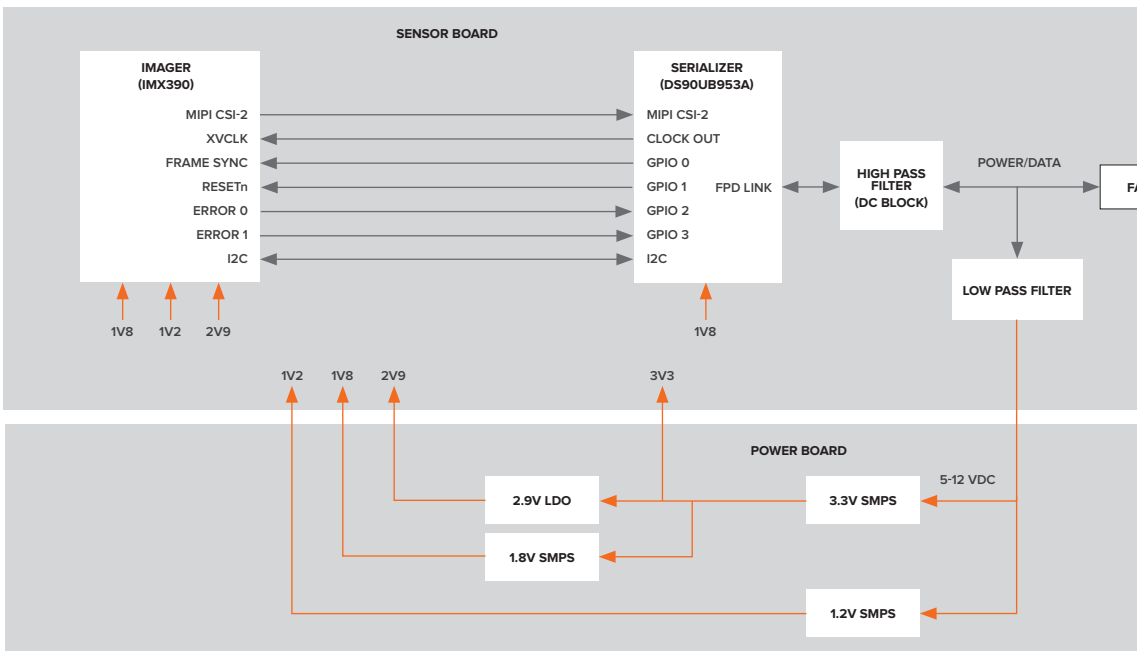 SENSOR BOARD
IMAGER
(IMX390)
MIPI CSI-2
XVCLK
FRAME SYNC
RESETn
ERROR 0
ERROR 1
I2C
1V8
1V2
2V9
SERIALIZER
(DS90UB953A)
MIPI CSI-2
CLOCK OUT
GPIO 0
GPIO 1
FPD LINK
GPIO 2
GPIO 3
I2C
1V8
HIGH PASS
FILTER
(DC BLOCK)
POWER/DATA
LOW PASS FILTER
1V2
1V8
2V9
3V3
POWER BOARD
5-12 VDC
2.9V LDO
3.3V SMPS
1.8V SMPS
1.2V SMPS